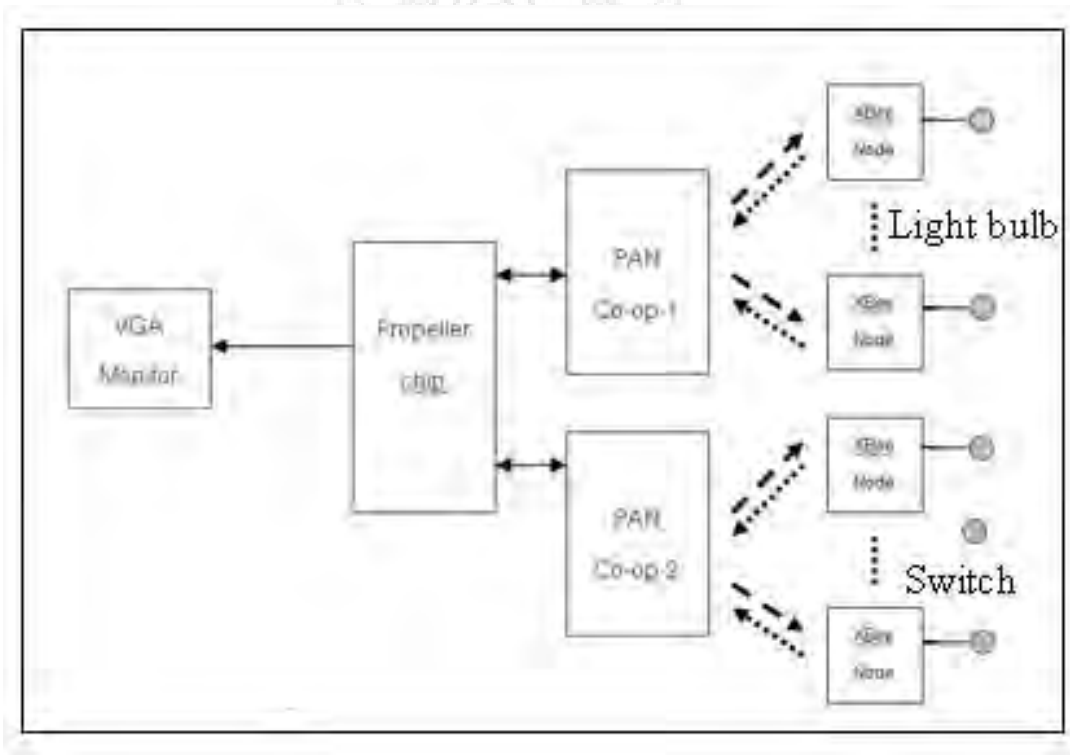 XBee
Node
Light bulb
PAN
Co-op-1
XBee
Node
VGA
Monitor
Propeller
chip
XBee
Node
PAN
Co-op-2
Switch
XBee
Node